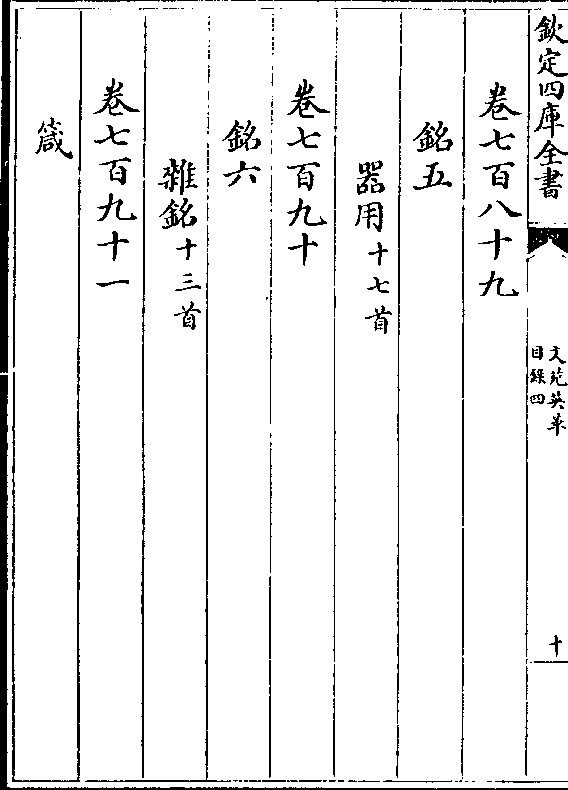 欽定四庫全書
文苑英華
目録四
十
卷七百八十九
銘五
器用十七首
卷七百九十
銘六
雜銘十三首
卷七百九十一
箴